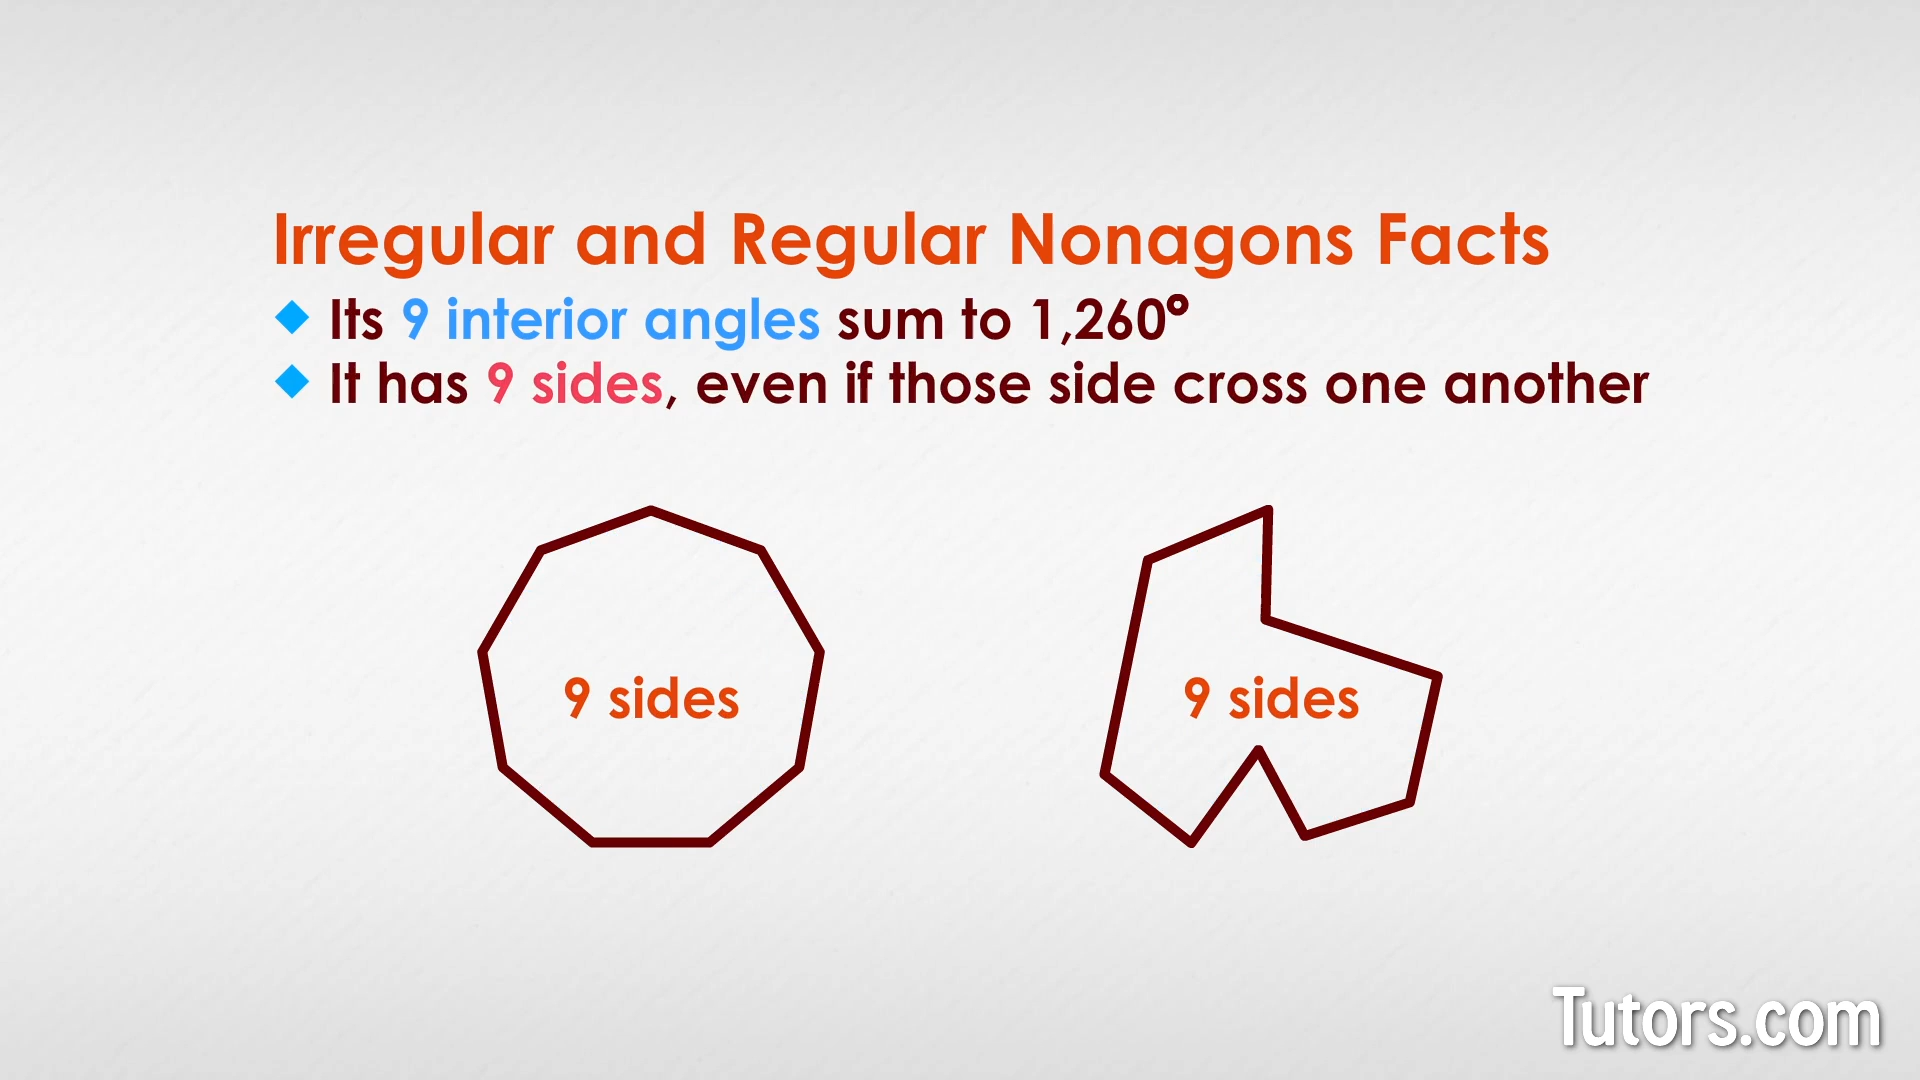 Irregular and Regular Nonagons Facts
Its 9 interior angles sum to 1,260°
It has 9 sides, even if those side cross one another
9 sides
9 sides
Tutors.com